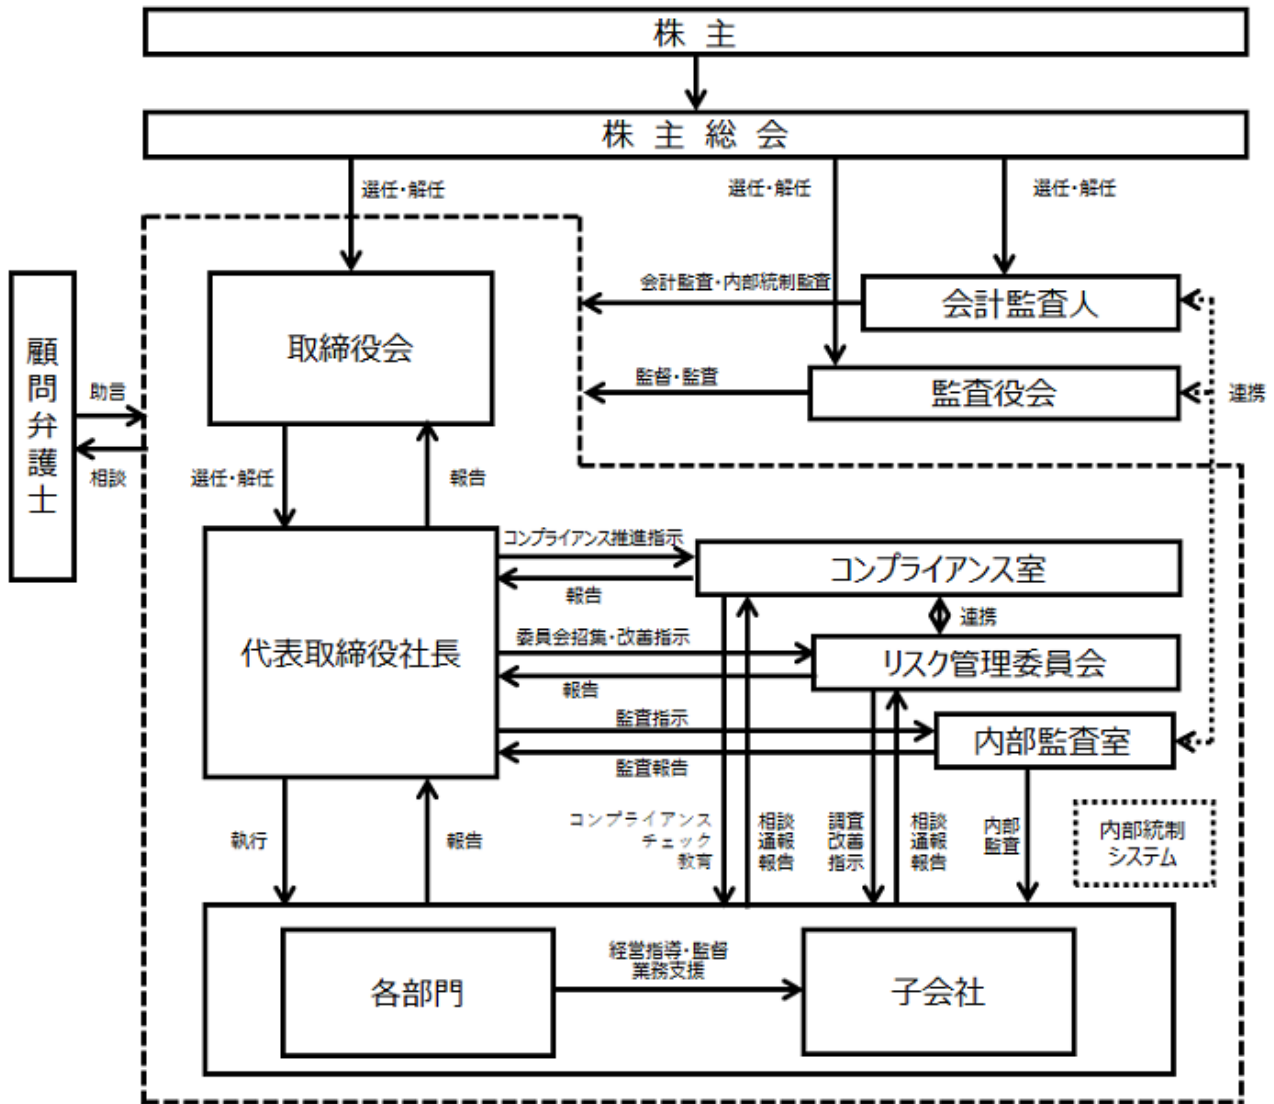 株 主
株 主 総 会
選任・解任
選任・解任
選任・解任
会計監査・内部統制監査
会計監査人
取締役会
顧問弁護士
助言
相談
監督・監査
監査役会
連携
選任・解任
報告
コンプライアンス推進指示
報告
コンプライアンス室
連携
代表取締役社長
委員会招集・改善指示
報告
リスク管理委員会
監査指示
監査報告
内部監査室
執行
報告
コンプライアンス
チェック
教育
相談
通報
報告
調査
改善
指示
相談
通報
報告
内部
監査
内部統制
システム
各部門
経営指導・監督
業務支援
子会社